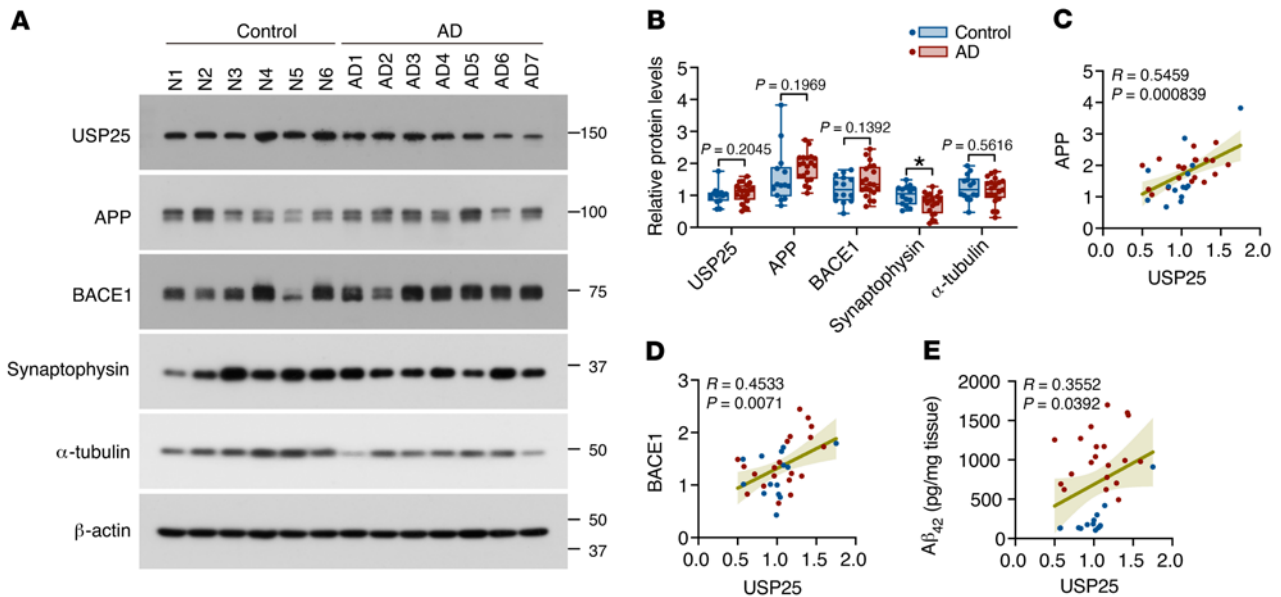 A
Control
AD
N1 N2 N3 N4 N5 N6 AD1 AD2 AD3 AD4 AD5 AD6 AD7
USP25
150
APP
100
BACE1
75
Synaptophysin
37
α-tubulin
50
β-actin
50
37
B
Control
AD
Relative protein levels
5
4
3
2
1
0
P = 0.2045
P = 0.1969
P = 0.1392
*
P = 0.5616
USP25
APP
BACE1
Synaptophysin
α-tubulin
C
R = 0.5459
P = 0.000839
APP
5
4
3
2
1
0
0.0 0.5 1.0 1.5 2.0
USP25
D
R = 0.4533
P = 0.0071
BACE1
3
2
1
0
0 0.5 1.0 1.5 2.0
USP25
E
R = 0.3552
P = 0.0392
Aβ42 (pg/mg tissue)
2000
1500
1000
500
0
0.0 0.5 1.0 1.5 2.0
USP25